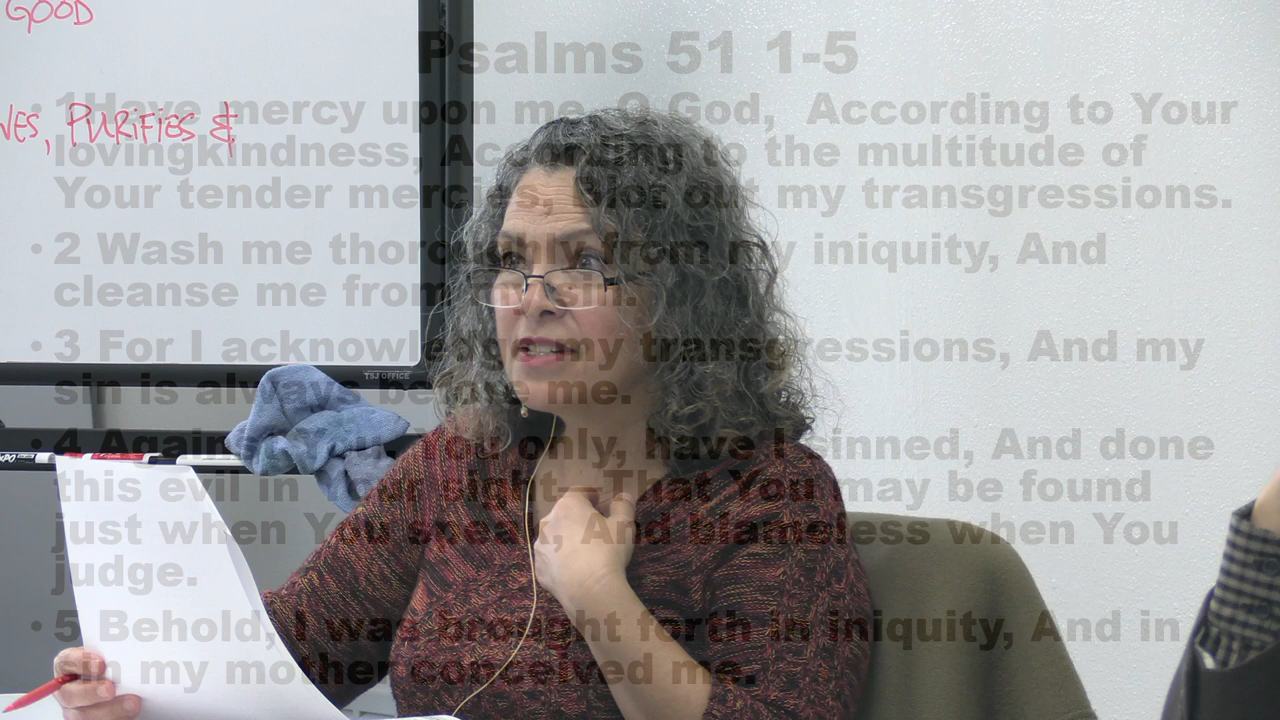 GOOD
VES, PURIFIES &
Psalms 51 1-5
• 1Have mercy upon me, O God, According to Your
lovingkindness, According to the multitude of
Your tender mercies, Blot out my transgressions.
• 2 Wash me thoroughly from my iniquity, And
cleanse me from my sin.
• 3 For I acknowledge my transgressions, And my
sin is always before me.
• 4 Against You, You only, have I sinned, And done
this evil in Your sight— That You may be found
just when You speak, And blameless when You
judge.
• 5 Behold, I was brought forth in iniquity, And in
sin my mother conceived me.
TSJ OFFICE
EXPO